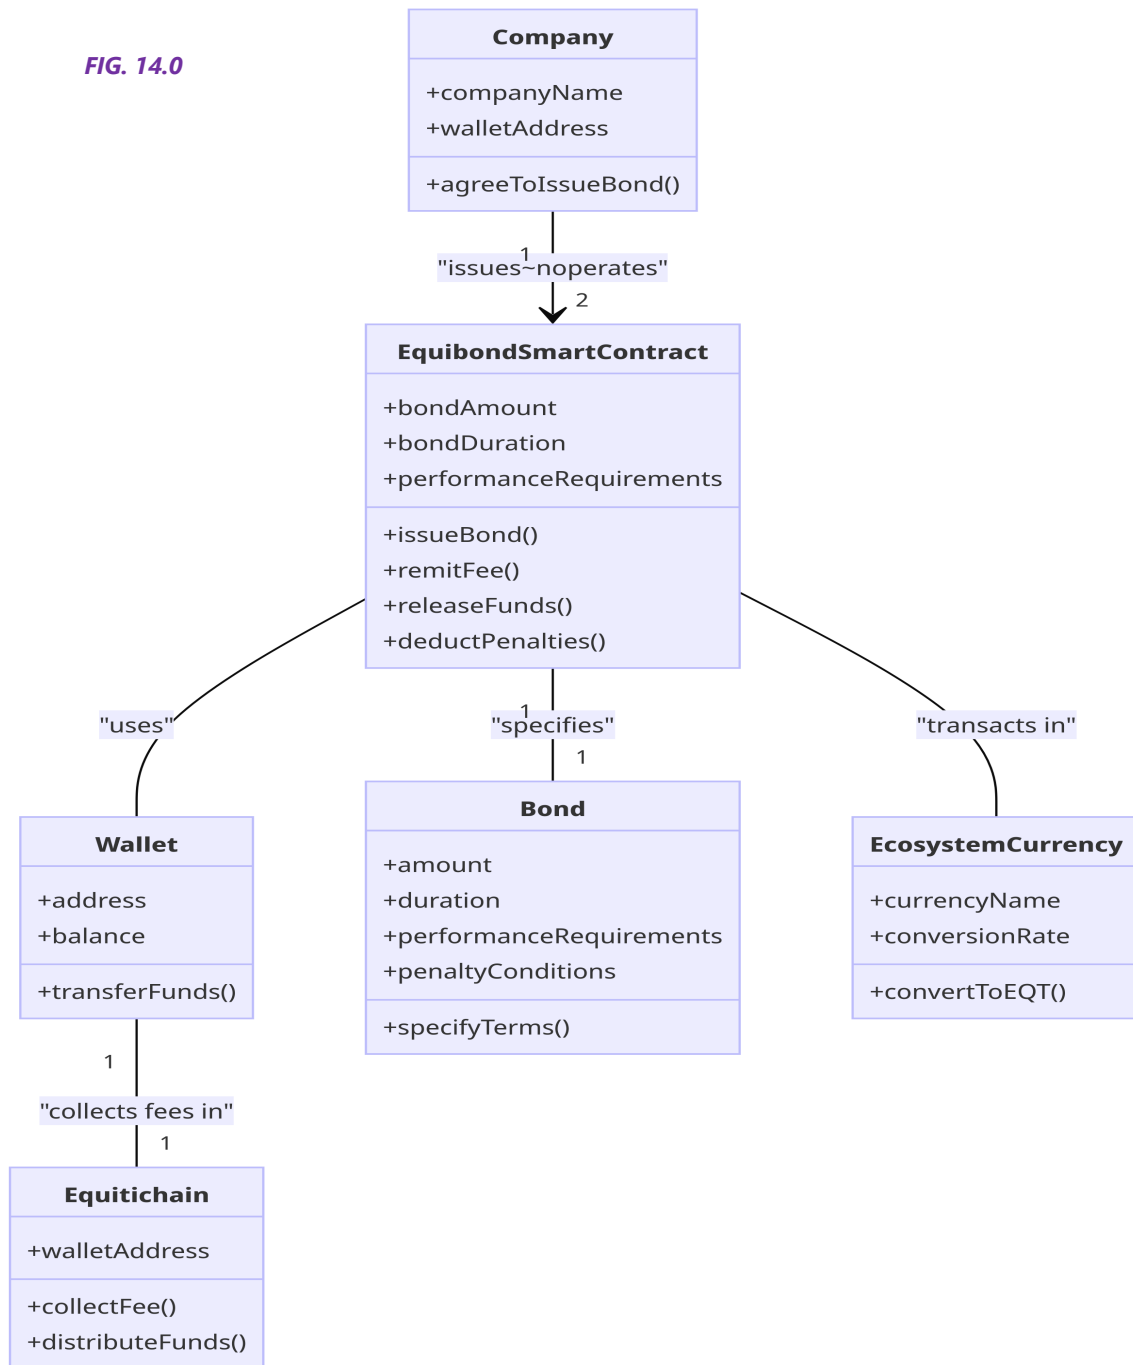 FIG. 14.0
Company
+companyName
+walletAddress
+agreeToIssueBond()
1
"issues~noperates"
2
EquibondSmartContract
+bondAmount
+bondDuration
+performanceRequirements
+issueBond()
+remitFee()
+releaseFunds()
+deductPenalties()
"uses"
1
"specifies"
1
"transacts in"
Wallet
+address
+balance
+transferFunds()
Bond
+amount
+duration
+performanceRequirements
+penaltyConditions
+specifyTerms()
EcosystemCurrency
+currencyName
+conversionRate
+convertToEQT()
1
"collects fees in"
1
Equitichain
+walletAddress
+collectFee()
+distributeFunds()